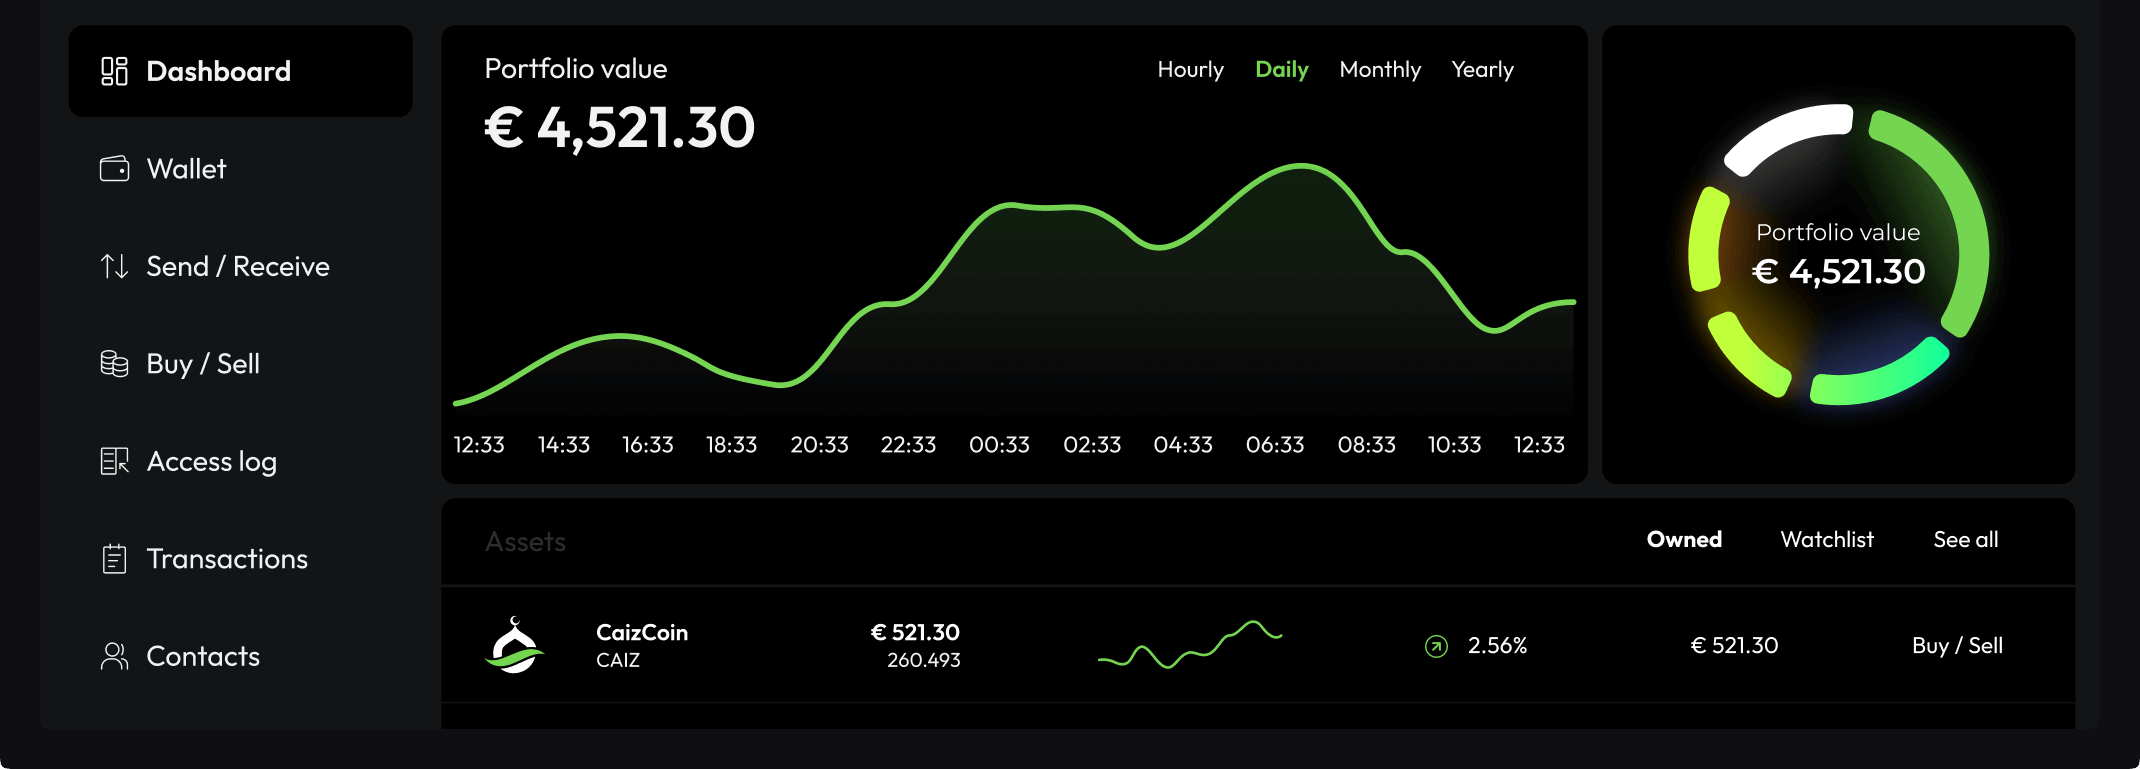 Dashboard
Wallet
Send / Receive
Buy / Sell
Access log
Transactions
Contacts
Portfolio value
€ 4,521.30
Hourly Daily Monthly Yearly
12:33 14:33 16:33 18:33 20:33 22:33 00:33 02:33 04:33 06:33 08:33 10:33 12:33
Portfolio value
€ 4,521.30
Assets
Owned Watchlist See all
CaizCoin
CAIZ
€ 521.30
260.493
2.56%
€ 521.30
Buy / Sell